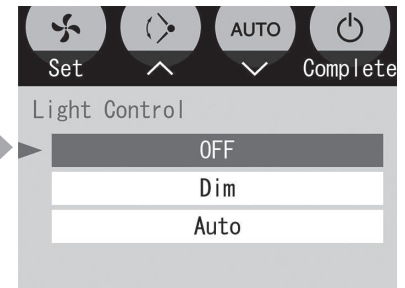 AUTO
Set Complete
Light Control
OFF
Dim
Auto